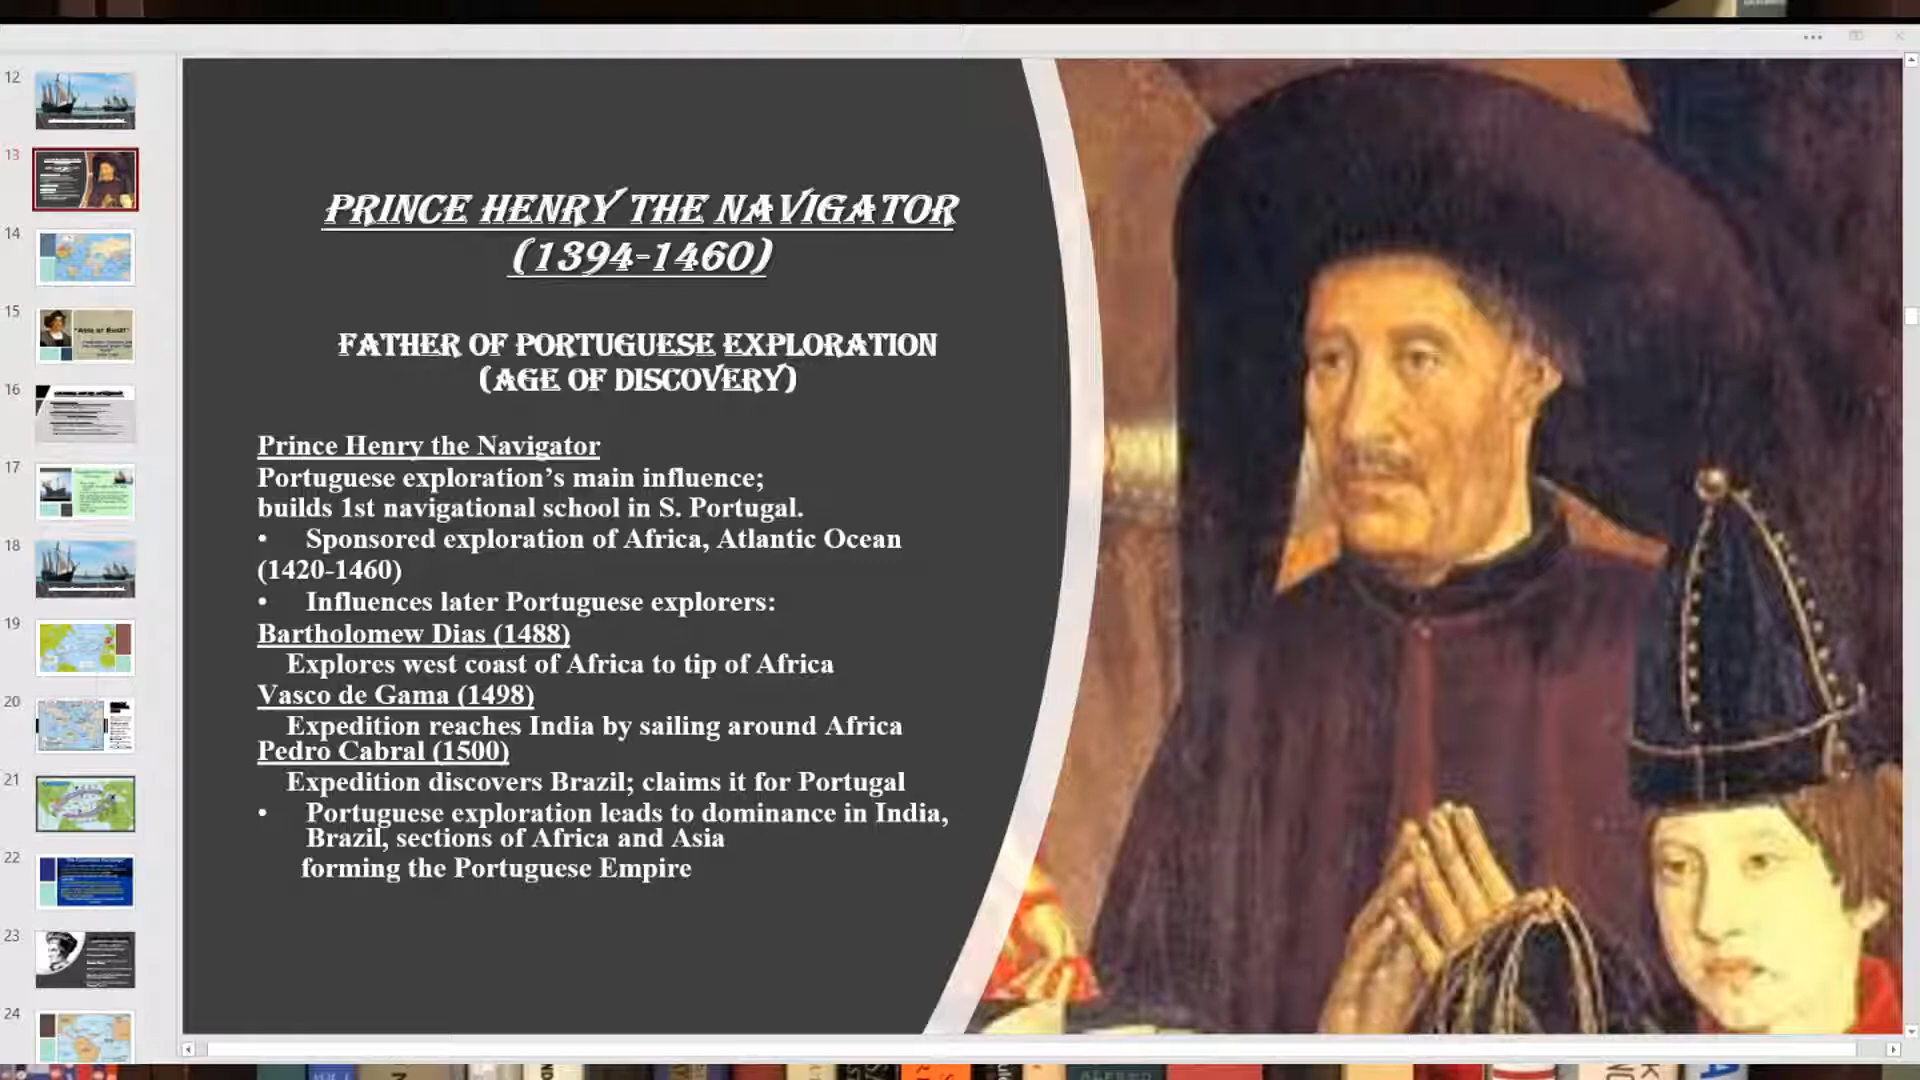 12
13
14
15
16
17
18
19
20
21
22
23
24
PRINCE HENRY THE NAVIGATOR
(1394-1460)
FATHER OF PORTUGUESE EXPLORATION
(AGE OF DISCOVERY)
Prince Henry the Navigator
Portuguese exploration’s main influence;
builds 1st navigational school in S. Portugal.
• Sponsored exploration of Africa, Atlantic Ocean
(1420-1460)
• Influences later Portuguese explorers:
Bartholomew Dias (1488)
Explores west coast of Africa to tip of Africa
Vasco de Gama (1498)
Expedition reaches India by sailing around Africa
Pedro Cabral (1500)
Expedition discovers Brazil; claims it for Portugal
• Portuguese exploration leads to dominance in India,
Brazil, sections of Africa and Asia
forming the Portuguese Empire